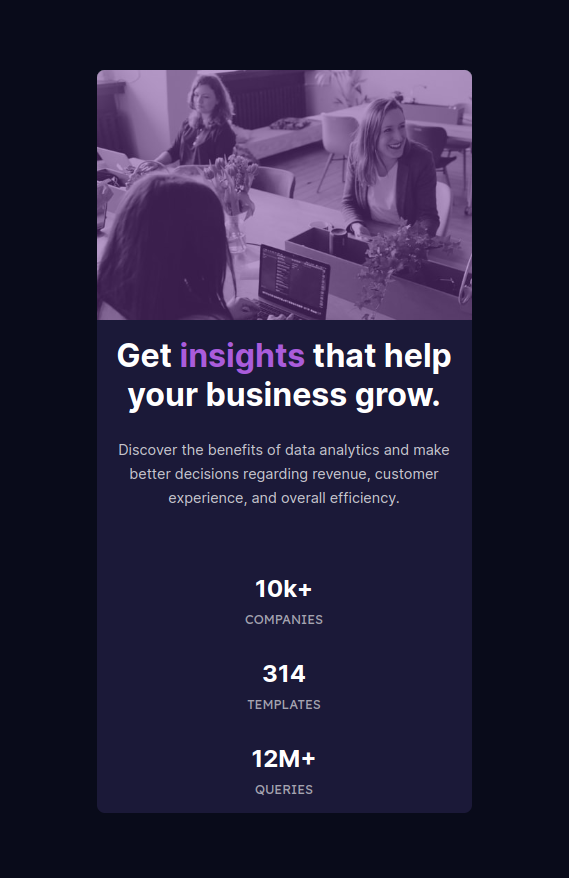 Get insights that help
your business grow.
Discover the benefits of data analytics and make
better decisions regarding revenue, customer
experience, and overall efficiency.
10k+
COMPANIES
314
TEMPLATES
12M+
QUERIES